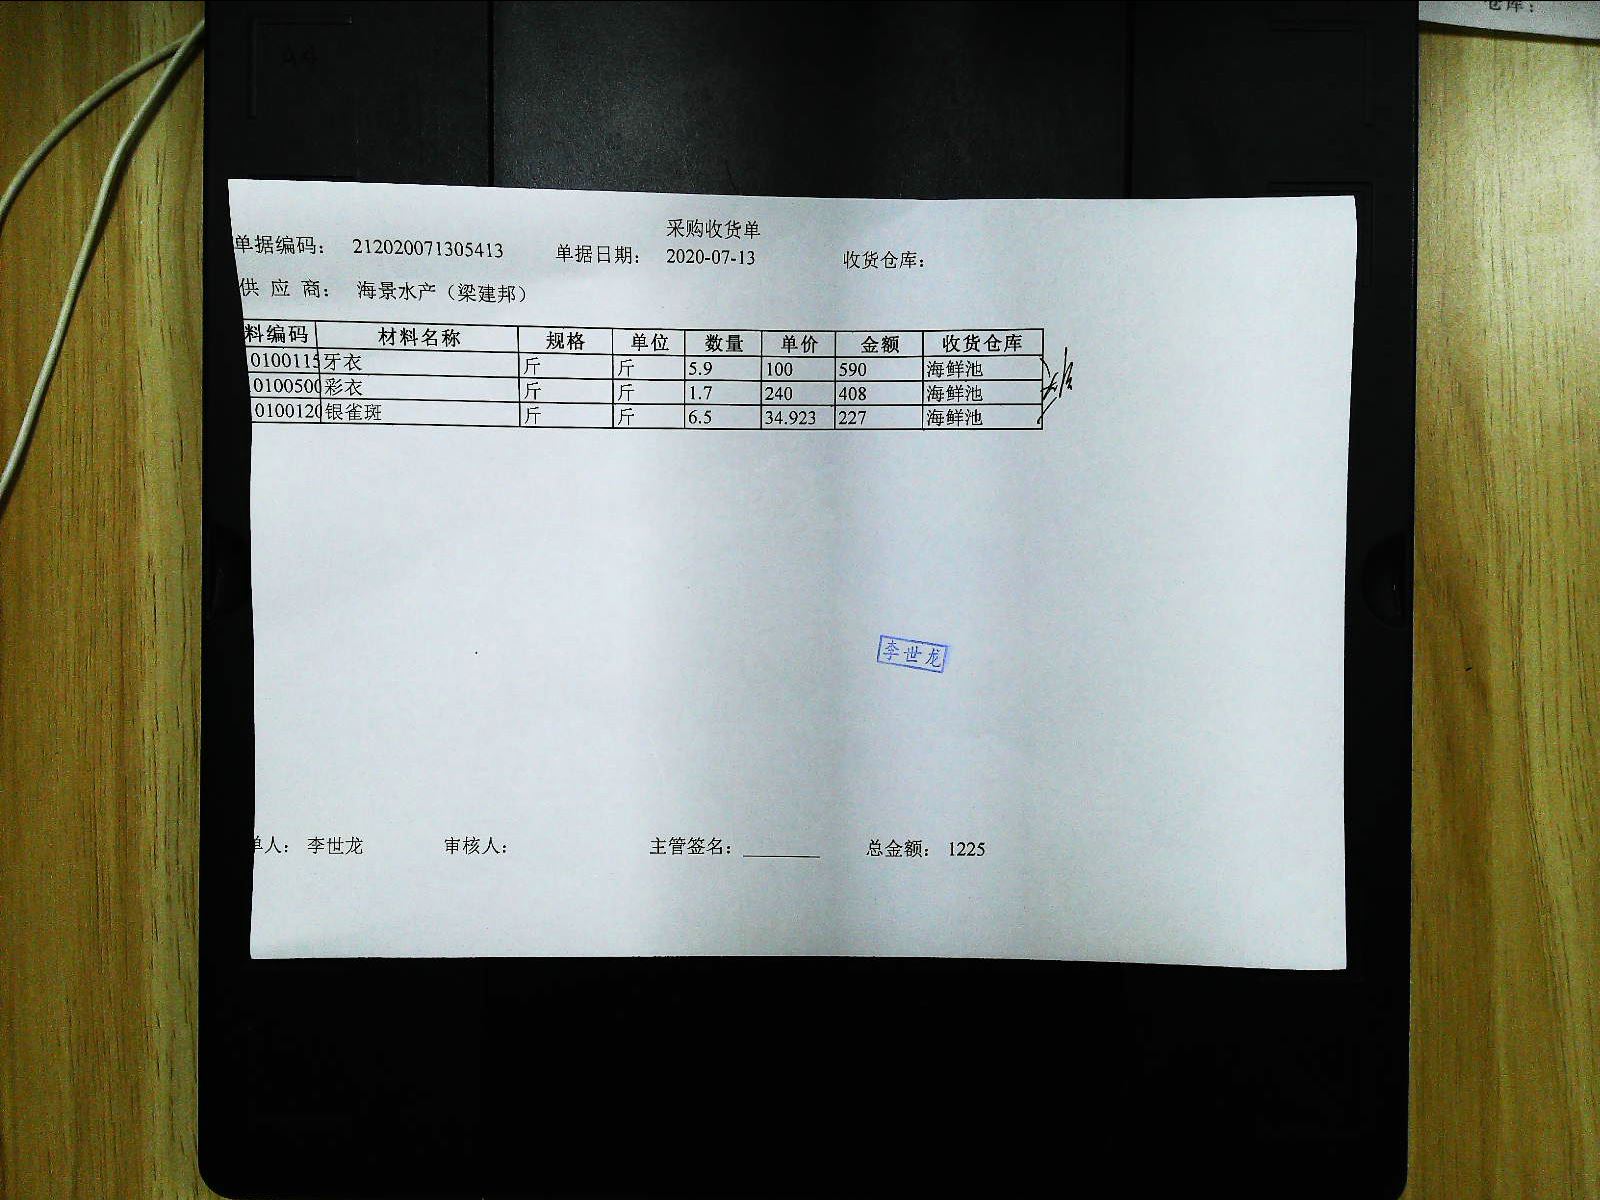 仓库：
A4
采购收货单
单据编码： 212020071305413 单据日期： 2020-07-13 收货仓库：
供 应 商： 海景水产（梁建邦）
料编码 材料名称 规格 单位 数量 单价 金额 收货仓库
0100115 牙衣 斤 斤 5.9 100 590 海鲜池
0100500 彩衣 斤 斤 1.7 240 408 海鲜池
0100120 银雀斑 斤 斤 6.5 34.923 227 海鲜池
李世龙
单人： 李世龙 审核人： 主管签名： 总金额： 1225